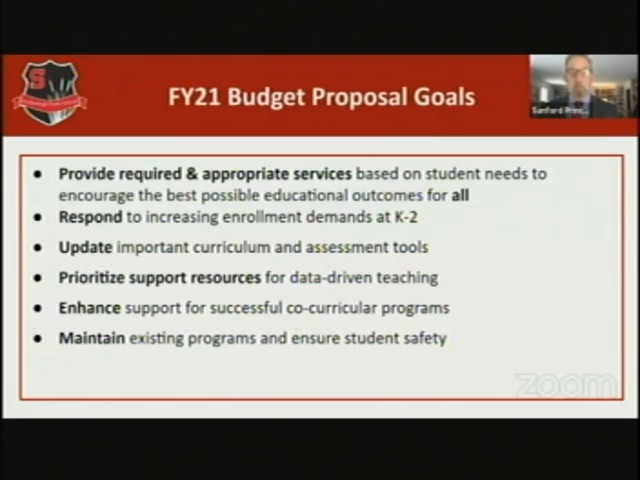 S
FY21 Budget Proposal Goals
Sanford Prince
• Provide required & appropriate services based on student needs to
encourage the best possible educational outcomes for all
• Respond to increasing enrollment demands at K-2
• Update important curriculum and assessment tools
• Prioritize support resources for data-driven teaching
• Enhance support for successful co-curricular programs
• Maintain existing programs and ensure student safety
zoom